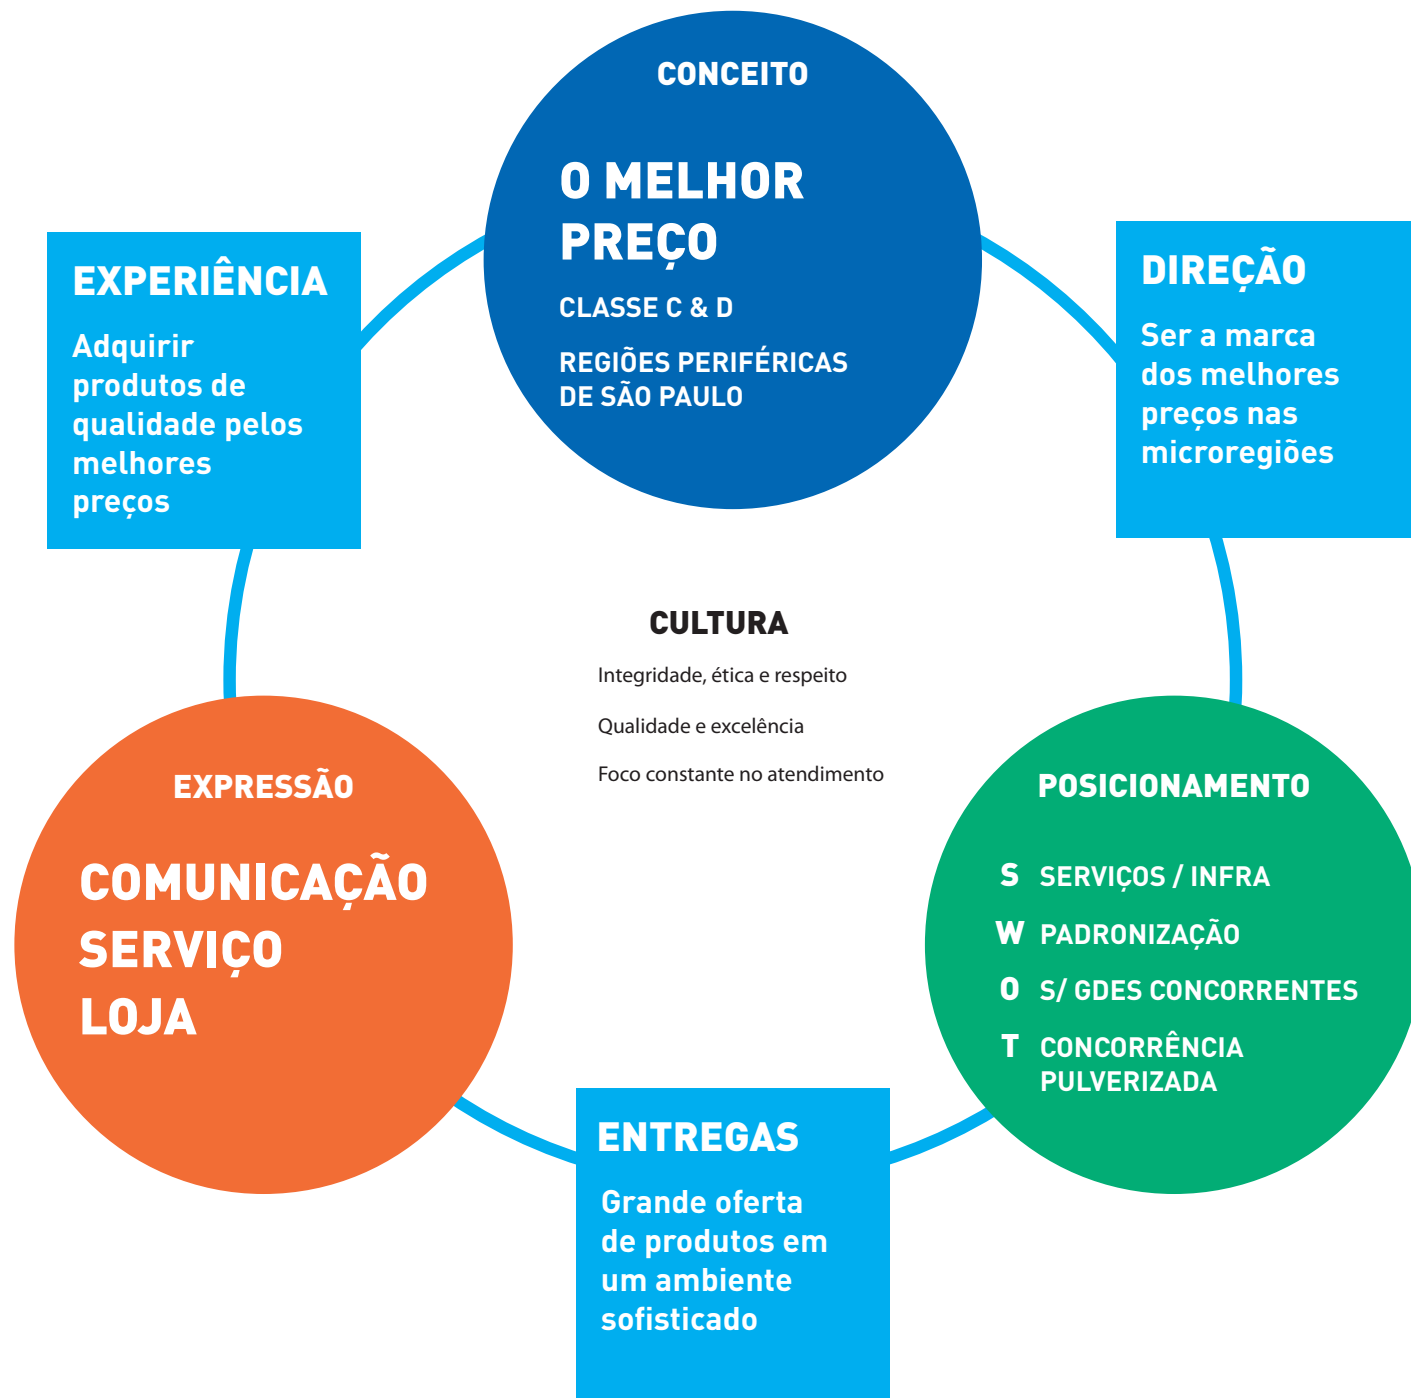 CONCEITO
O MELHOR
PREÇO
CLASSE C & D
REGIÕES PERIFÉRICAS
DE SÃO PAULO
EXPERIÊNCIA
Adquirir
produtos de
qualidade pelos
melhores
preços
DIREÇÃO
Ser a marca
dos melhores
preços nas
microregiões
CULTURA
Integridade, ética e respeito
Qualidade e excelência
Foco constante no atendimento
EXPRESSÃO
COMUNICAÇÃO
SERVIÇO
LOJA
POSICIONAMENTO
S SERVIÇOS / INFRA
W PADRONIZAÇÃO
O S/ GDES CONCORRENTES
T CONCORRÊNCIA
PULVERIZADA
ENTREGAS
Grande oferta
de produtos em
um ambiente
sofisticado